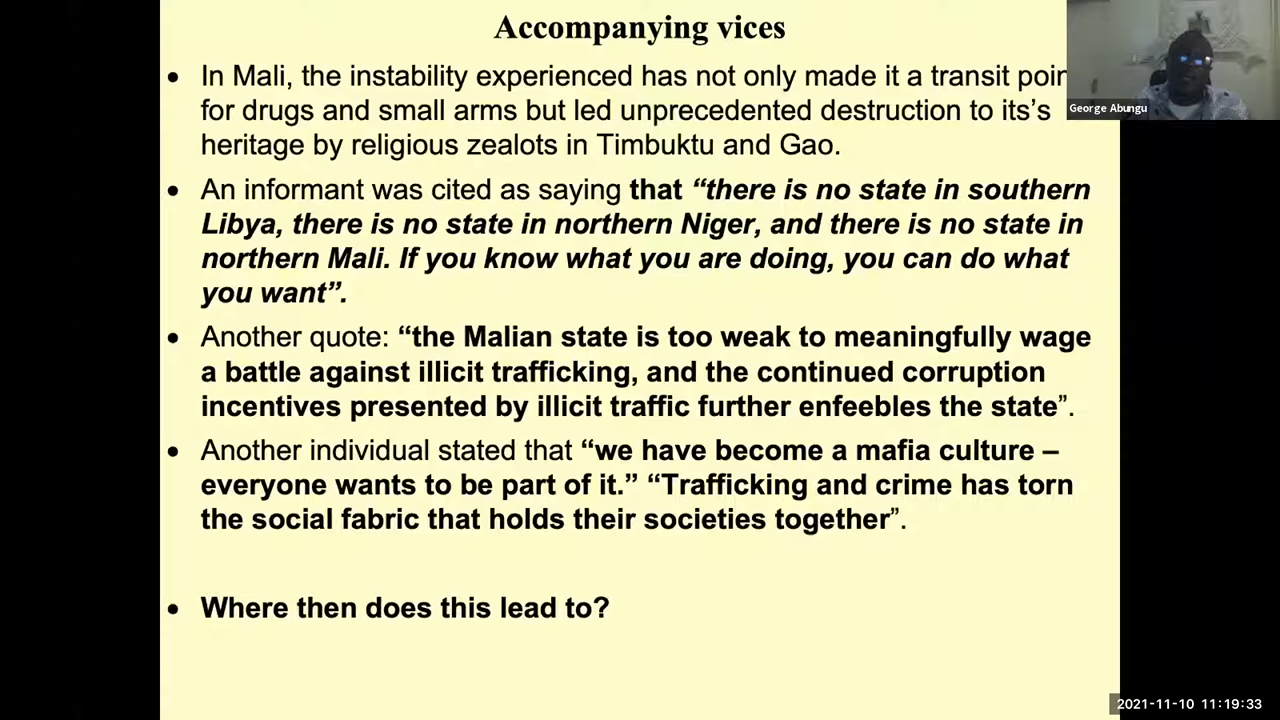 Accompanying vices
• In Mali, the instability experienced has not only made it a transit poin
for drugs and small arms but led unprecedented destruction to its’s
heritage by religious zealots in Timbuktu and Gao.
• An informant was cited as saying that “there is no state in southern
Libya, there is no state in northern Niger, and there is no state in
northern Mali. If you know what you are doing, you can do what
you want”.
• Another quote: “the Malian state is too weak to meaningfully wage
a battle against illicit trafficking, and the continued corruption
incentives presented by illicit traffic further enfeebles the state”.
• Another individual stated that “we have become a mafia culture –
everyone wants to be part of it.” “Trafficking and crime has torn
the social fabric that holds their societies together”.
• Where then does this lead to?
George Abungu
2021-11-10 11:19:33